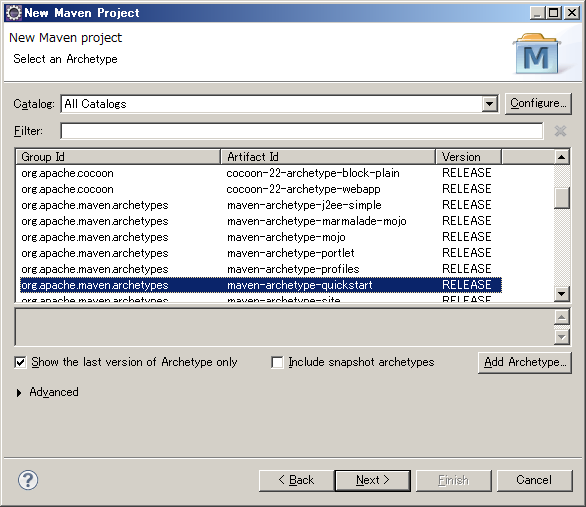 New Maven Project
New Maven project
Select an Archetype
M
Catalog: All Catalogs Configure...
Filter:
Group Id Artifact Id Version
org.apache.cocoon cocoon-22-archetype-block-plain RELEASE
org.apache.cocoon cocoon-22-archetype-webapp RELEASE
org.apache.maven.archetypes maven-archetype-j2ee-simple RELEASE
org.apache.maven.archetypes maven-archetype-marmalade-mojo RELEASE
org.apache.maven.archetypes maven-archetype-mojo RELEASE
org.apache.maven.archetypes maven-archetype-portlet RELEASE
org.apache.maven.archetypes maven-archetype-profiles RELEASE
org.apache.maven.archetypes maven-archetype-quickstart RELEASE
org.apache.maven.archetypes maven-archetype-site RELEASE
Show the last version of Archetype only Include snapshot archetypes Add Archetype...
Advanced
? < Back Next > Finish Cancel